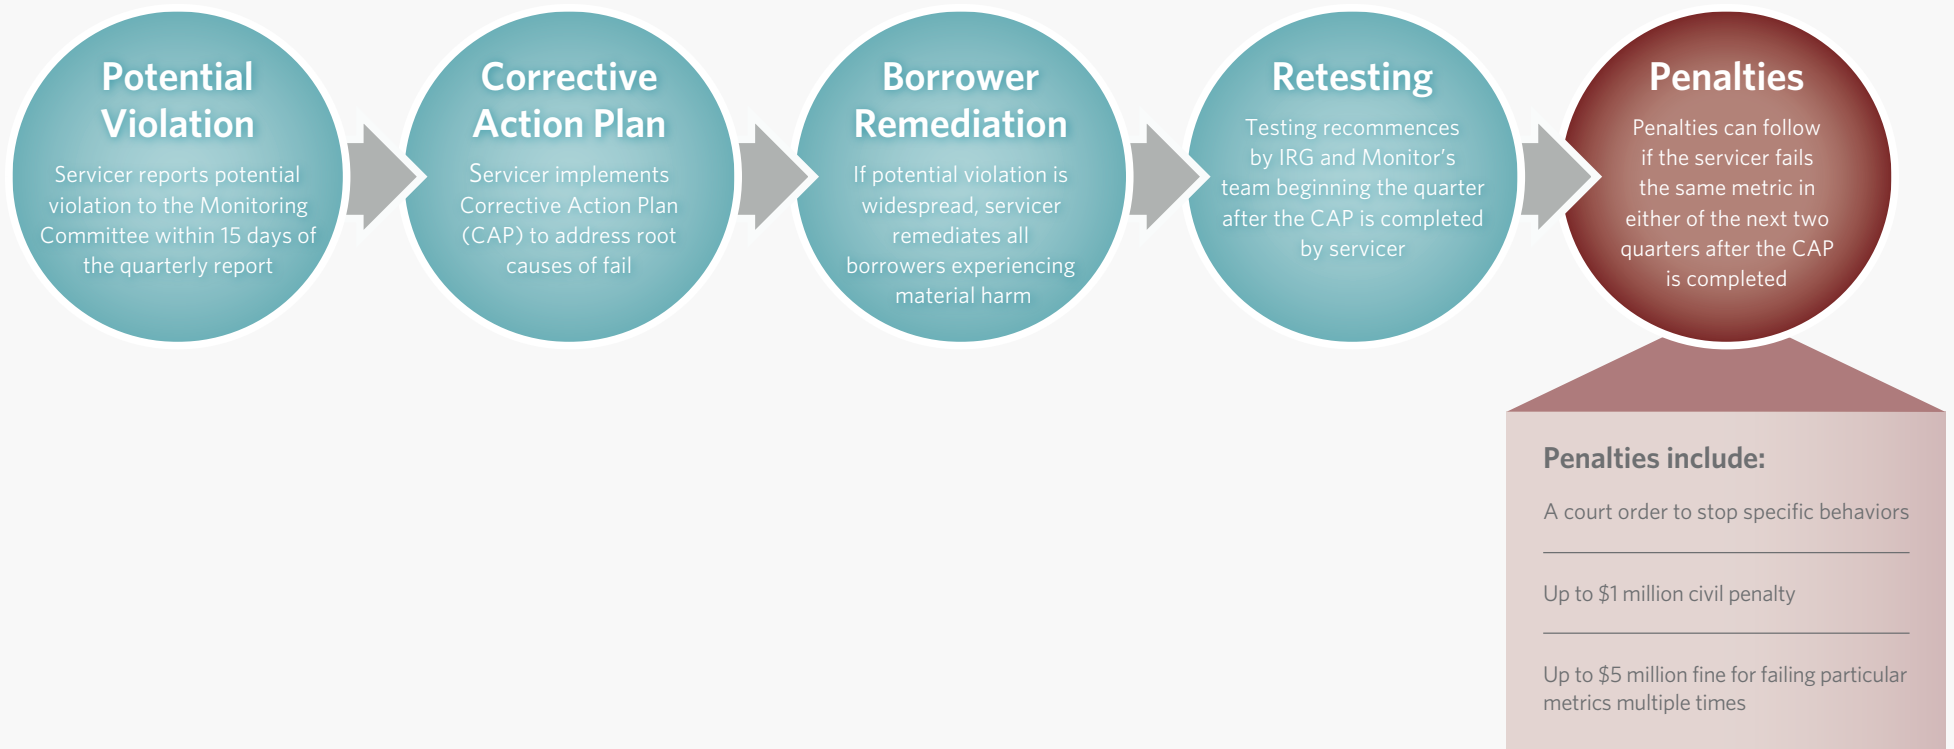 Potential
Violation
Servicer reports potential
violation to the Monitoring
Committee within 15 days of
the quarterly report
Corrective
Action Plan
Servicer implements
Corrective Action Plan
(CAP) to address root
causes of fail
Borrower
Remediation
If potential violation is
widespread, servicer
remediates all
borrowers experiencing
material harm
Retesting
Testing recommences
by IRG and Monitor's
team beginning the quarter
after the CAP is completed
by servicer
Penalties
Penalties can follow
if the servicer fails
the same metric in
either of the next two
quarters after the CAP
is completed
Penalties include:
A court order to stop specific behaviors
Up to $1 million civil penalty
Up to $5 million fine for failing particular
metrics multiple times